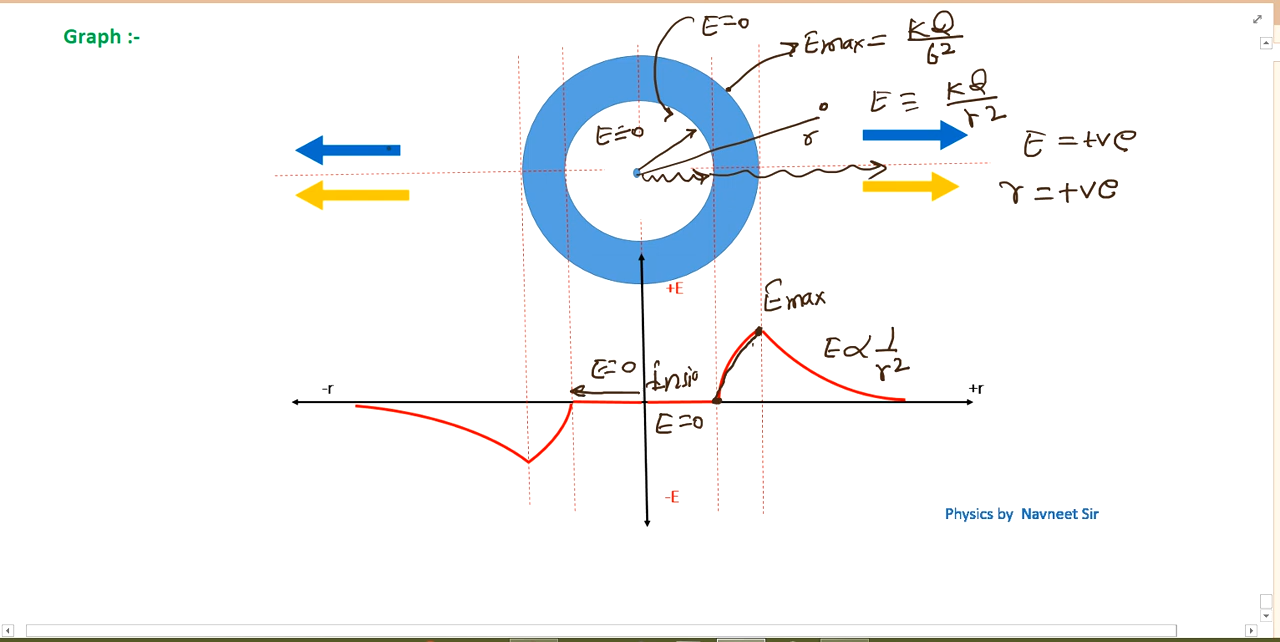 Graph :-
E=0
Emax = KQ/b²
E = KQ/r²
E=0
r
E = +ve
r = +ve
+E
Emax
E∝ 1/r²
E=0
-r
+r
E=0
-E
Physics by Navneet Sir